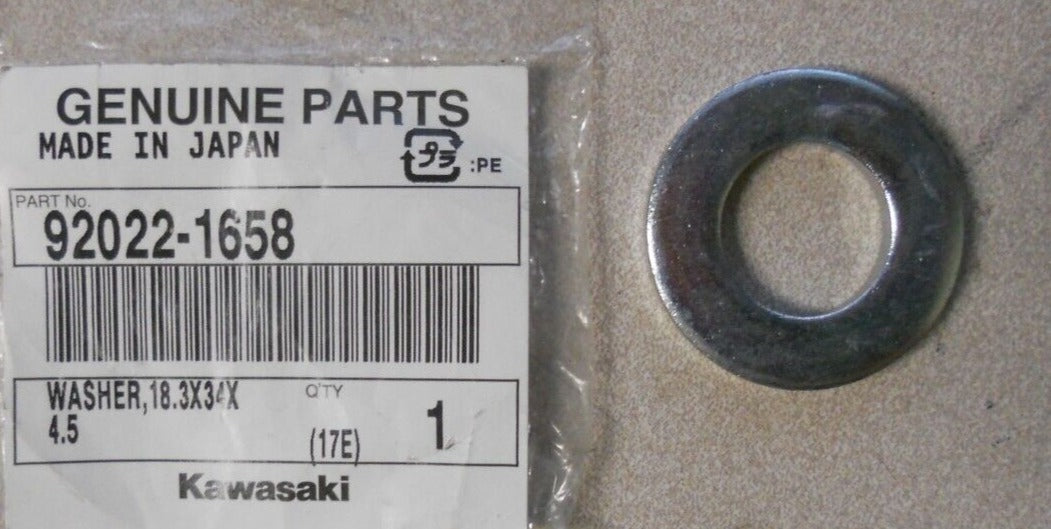 GENUINE PARTS
MADE IN JAPAN
プラ :PE
PART No.
92022-1658
WASHER,18.3X34X Q'TY
4.5 (17E) 1
Kawasaki